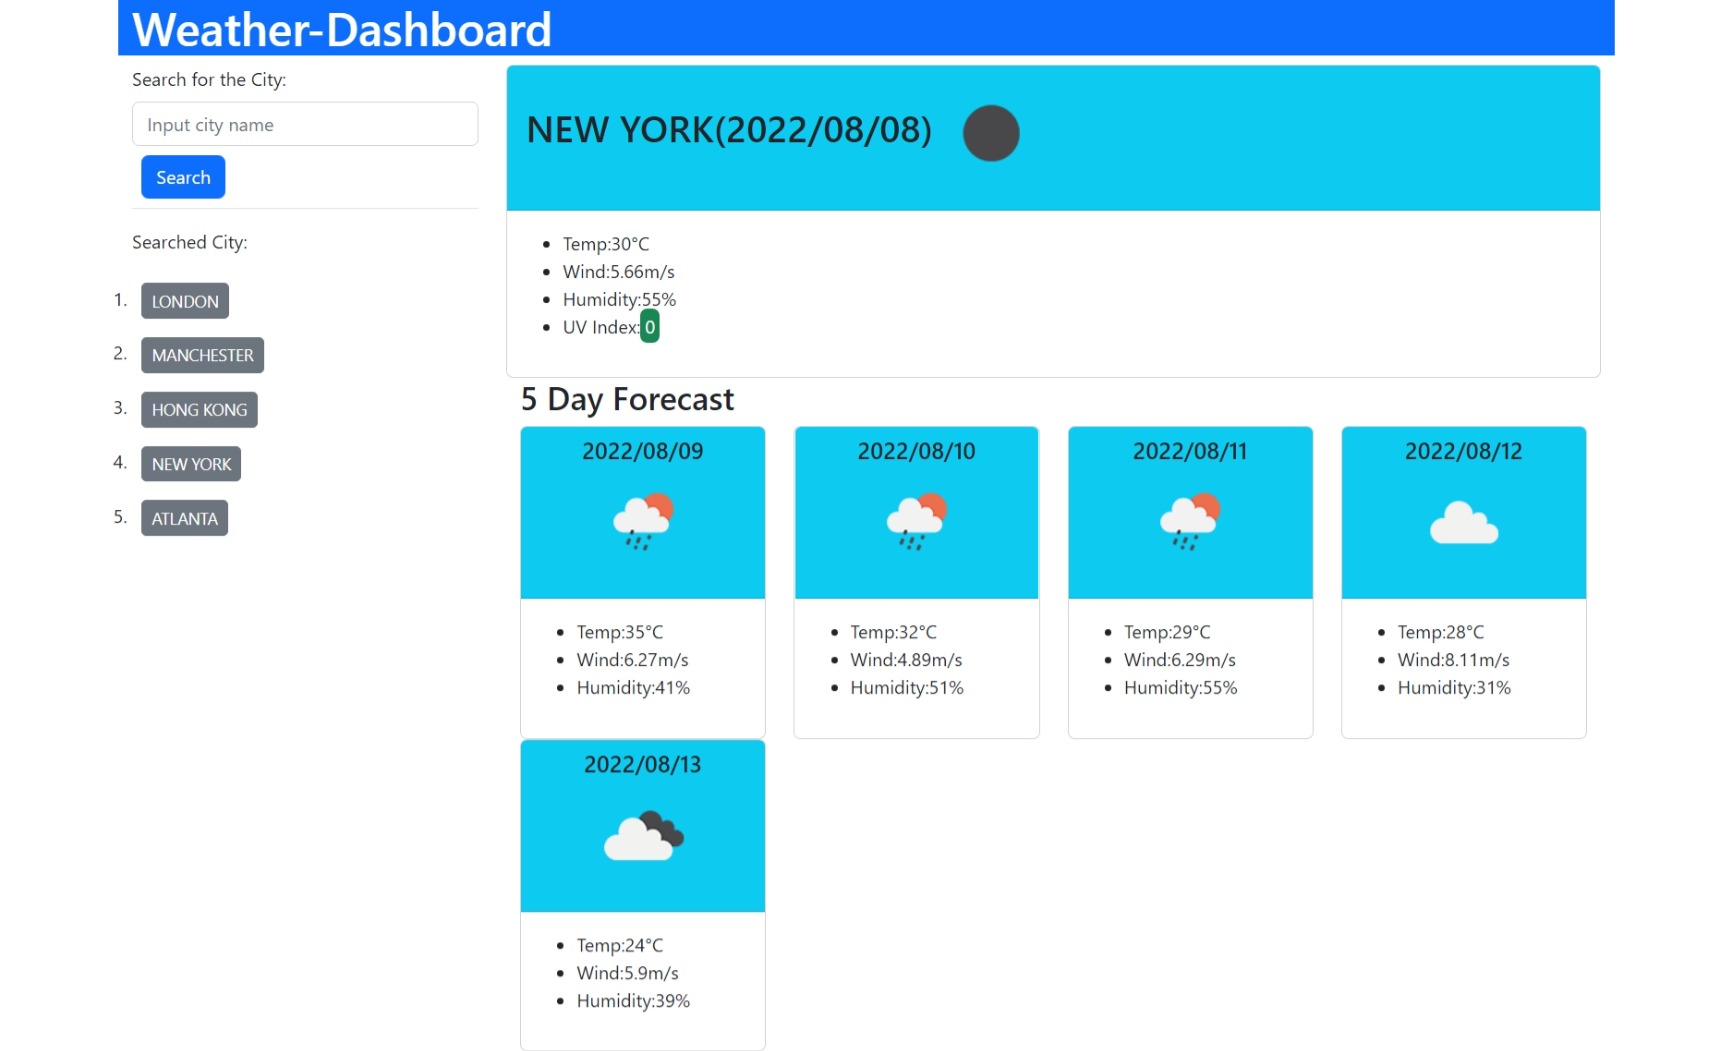 Weather-Dashboard
Search for the City:
Input city name
Search
Searched City:
1. LONDON
2. MANCHESTER
3. HONG KONG
4. NEW YORK
5. ATLANTA
NEW YORK(2022/08/08)
Temp:30°C
Wind:5.66m/s
Humidity:55%
UV Index:0
5 Day Forecast
2022/08/09
Temp:35°C
Wind:6.27m/s
Humidity:41%
2022/08/10
Temp:32°C
Wind:4.89m/s
Humidity:51%
2022/08/11
Temp:29°C
Wind:6.29m/s
Humidity:55%
2022/08/12
Temp:28°C
Wind:8.11m/s
Humidity:31%
2022/08/13
Temp:24°C
Wind:5.9m/s
Humidity:39%